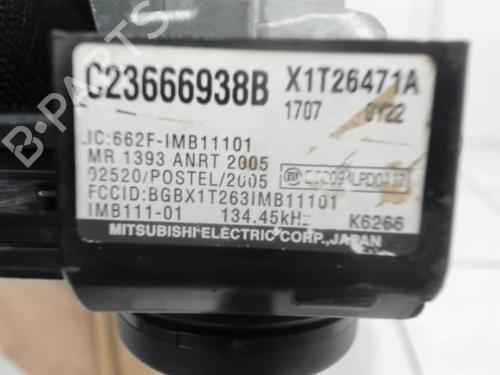 C23666938B X1T26471A
1707 0Y22
IC:662F-IMB11101
MR 1393 ANRT 2005
02520/POSTEL/2005
FCCID:BGBX1T263IMB11101
IMB111-01 134.45kHz K6266
MITSUBISHI ELECTRIC CORP., JAPAN
B-PARTS